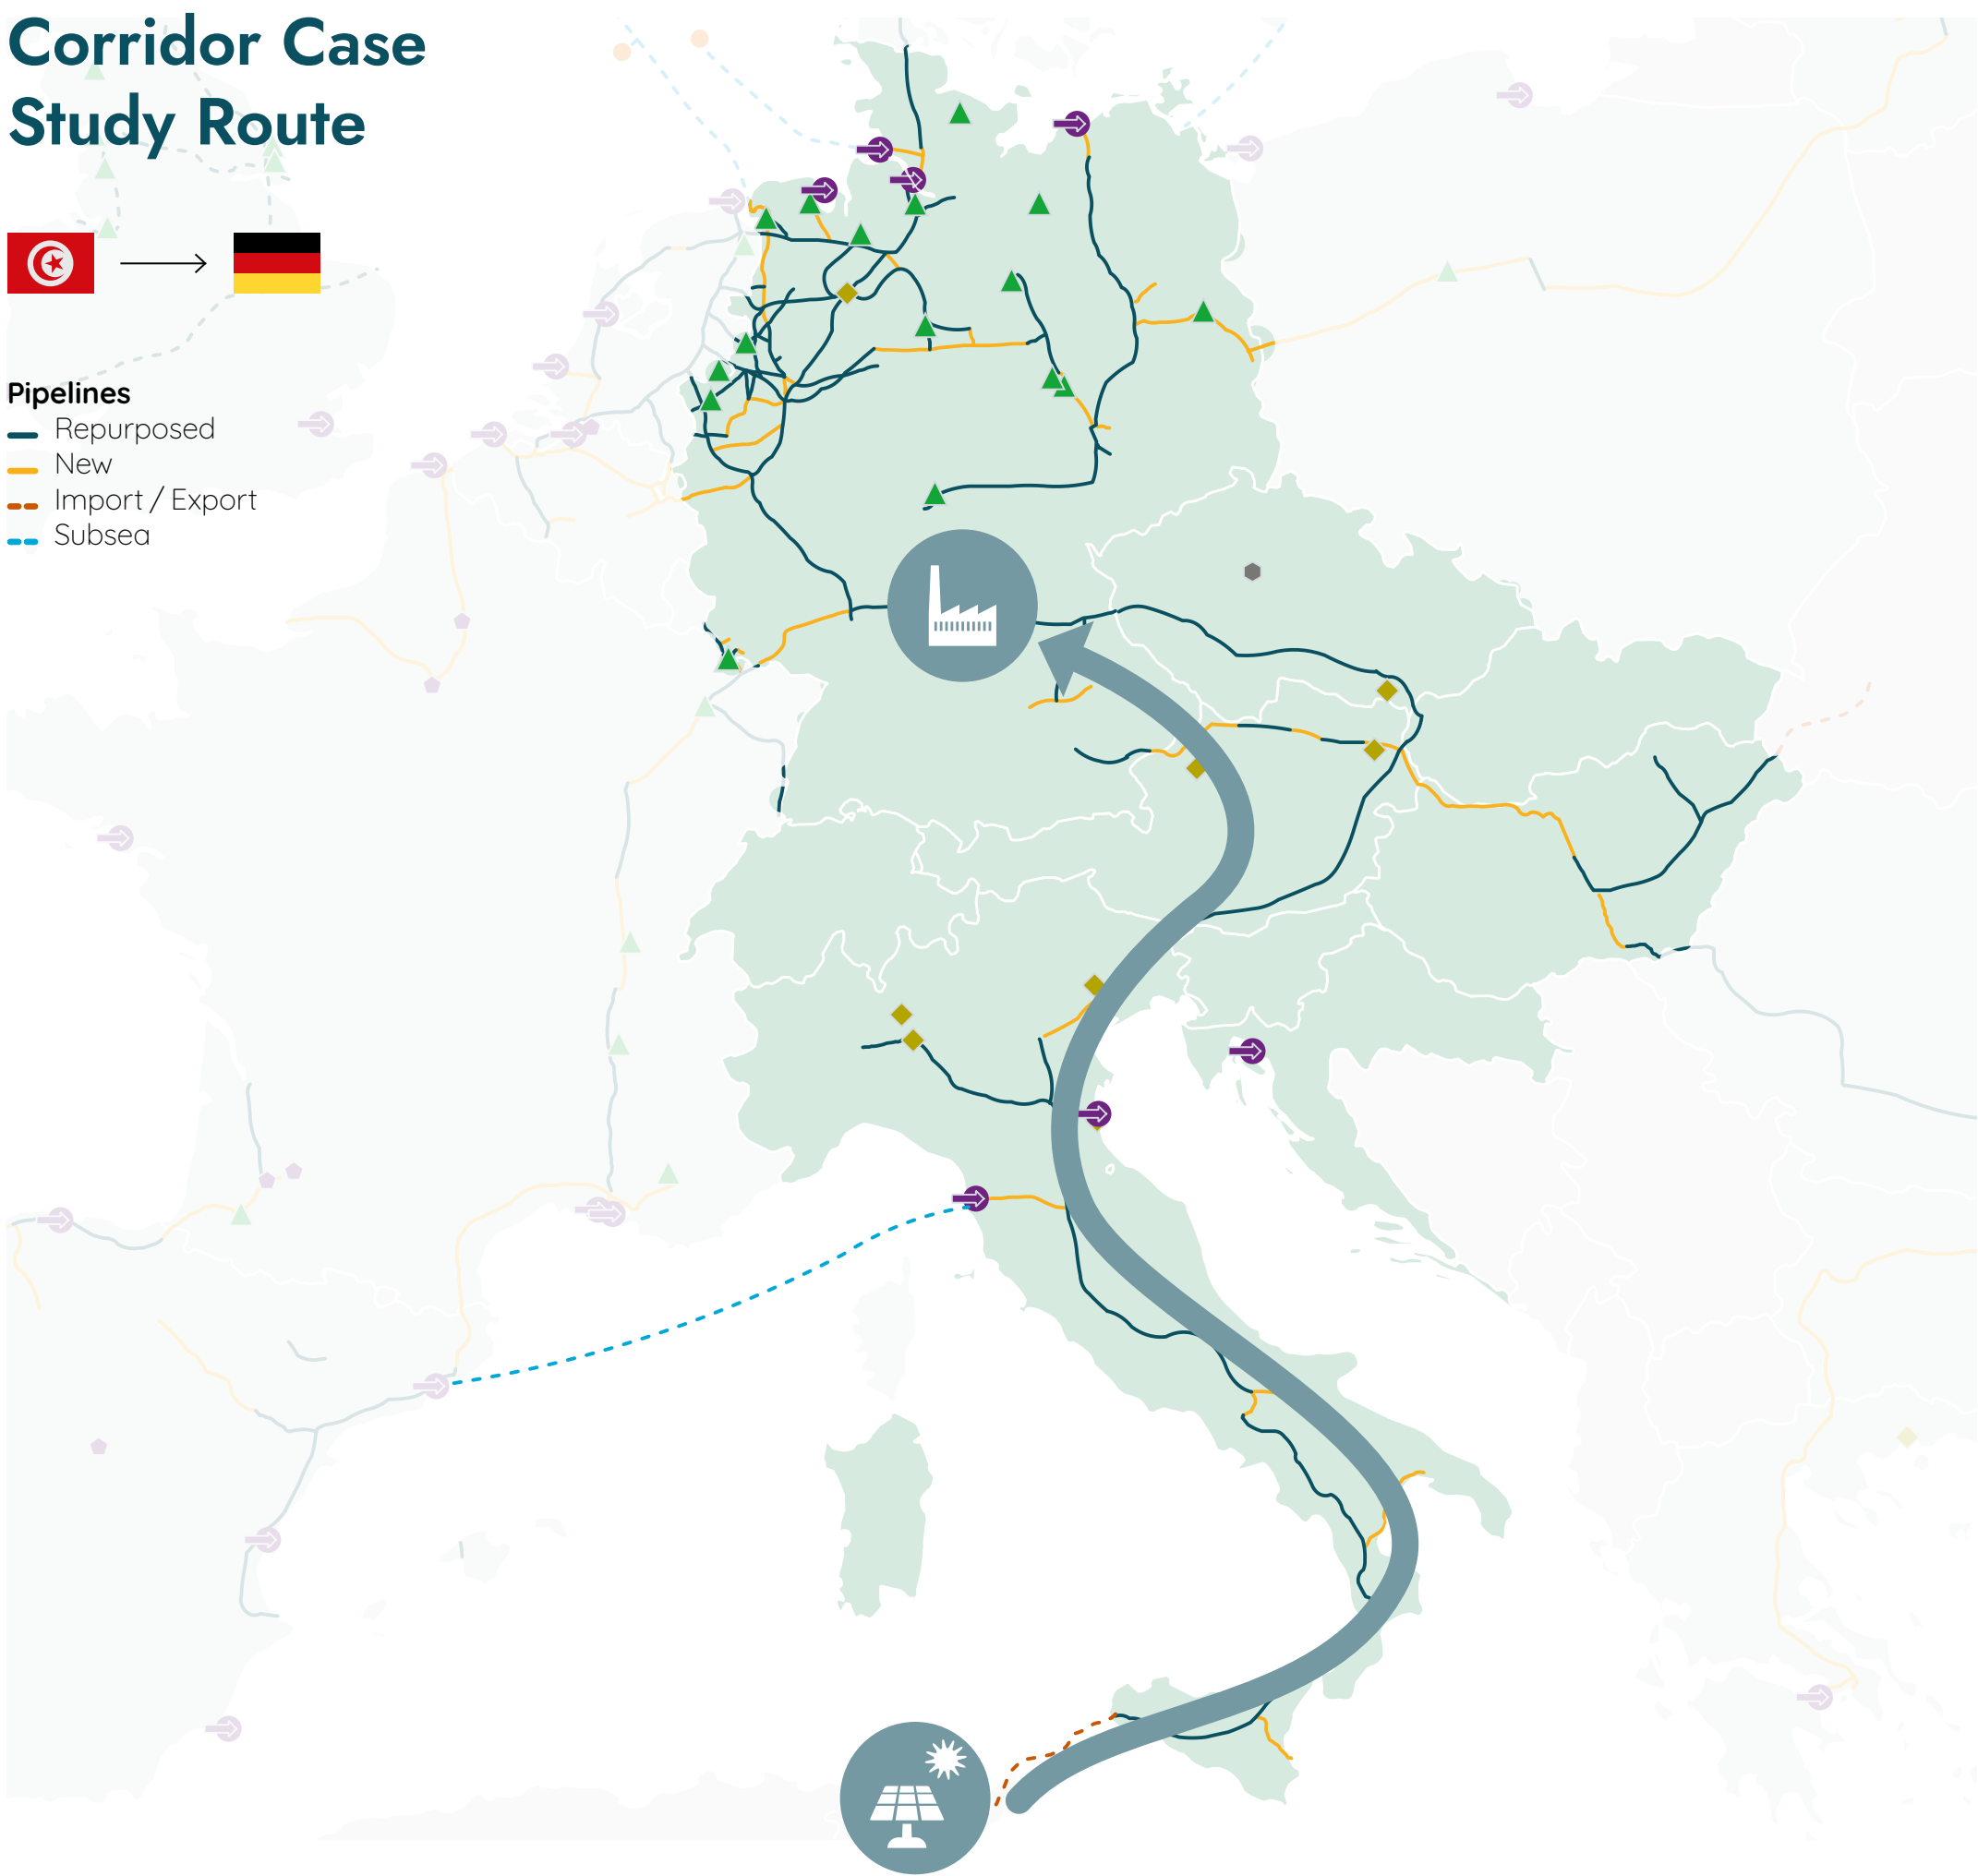 Corridor Case
Study Route
Pipelines
Repurposed
New
Import / Export
Subsea